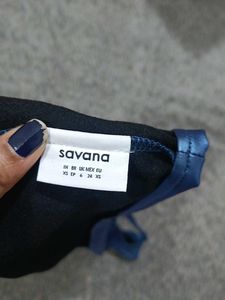 savana
IN BR UK MEX EU
XS EP 6 24 XS